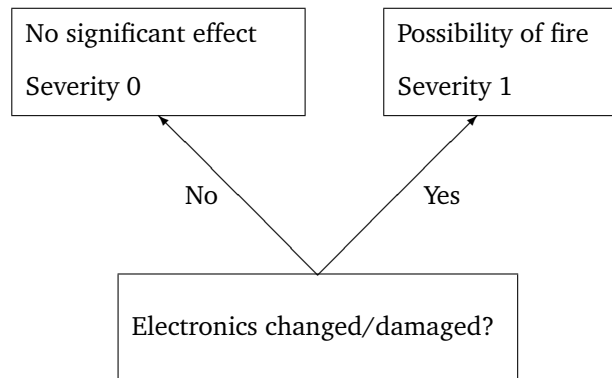 No significant effect
Severity 0
Possibility of fire
Severity 1
No
Yes
Electronics changed/damaged?